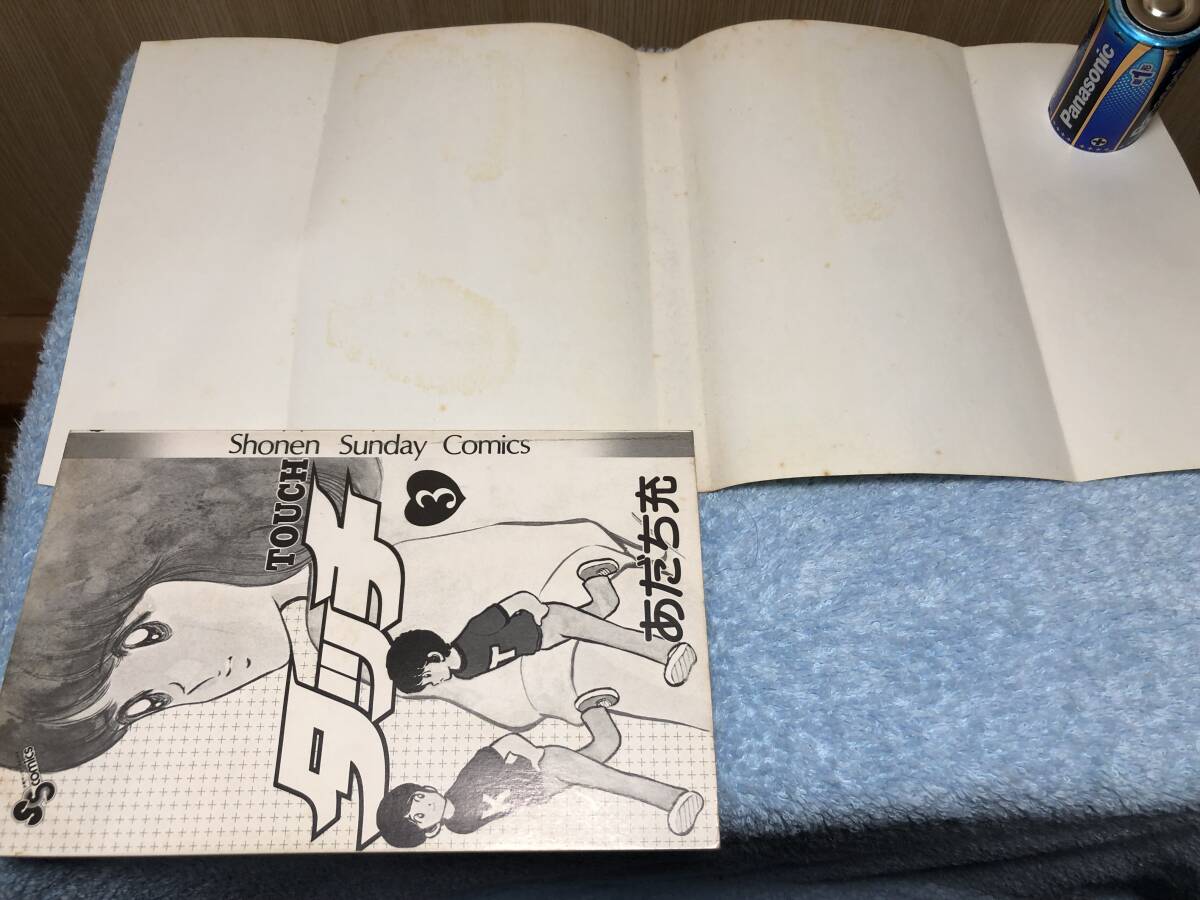 Panasonic
Shonen Sunday Comics
TOUCH
タッチ
3
あだち充
T
K
SS comics